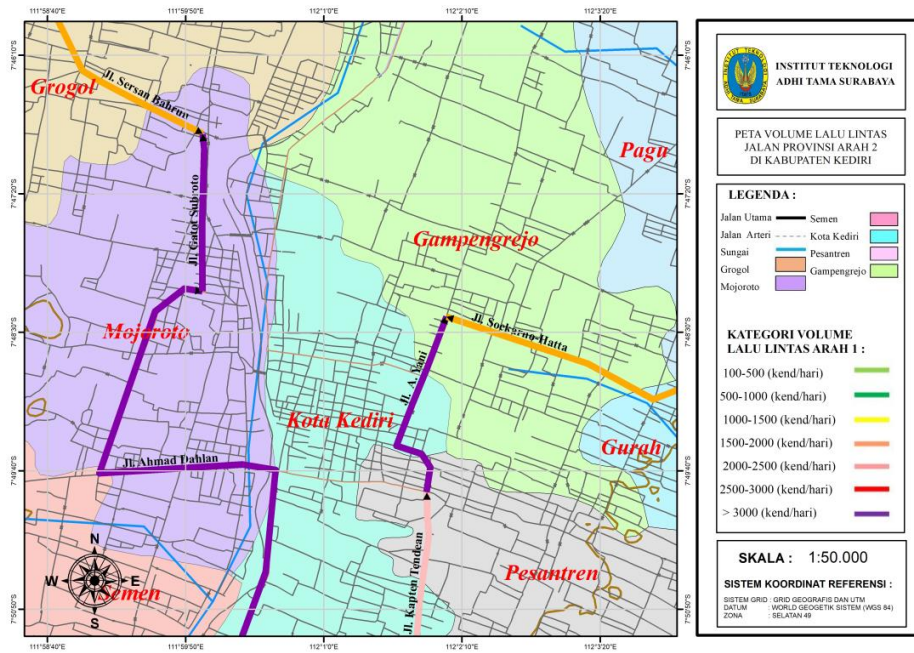 111°58'40"E
111°59'50"E
112°1'0"E
112°2'10"E
112°3'20"E
7°46'10"S
7°47'20"S
7°48'30"S
7°49'40"S
7°50'50"S
Grogol
Jl. Sersan Bahrun
Pagu
Jl. Gatot Subroto
Gampengrejo
Mojoroto
Jl. Soekarno Hatta
Jl. A. Yani
Kota Kediri
Gurah
Jl. Ahmad Dahlan
Jl. Kapten Tendean
Pesantren
Semen
N
W
E
S
INSTITUT TEKNOLOGI
ADHI TAMA SURABAYA
PETA VOLUME LALU LINTAS
JALAN PROVINSI ARAH 2
DI KABUPATEN KEDIRI
LEGENDA :
Jalan Utama
Semen
Jalan Arteri
Kota Kediri
Sungai
Pesantren
Grogol
Gampengrejo
Mojoroto
KATEGORI VOLUME
LALU LINTAS ARAH 1 :
100-500 (kend/hari)
500-1000 (kend/hari)
1000-1500 (kend/hari)
1500-2000 (kend/hari)
2000-2500 (kend/hari)
2500-3000 (kend/hari)
> 3000 (kend/hari)
SKALA : 1:50.000
SISTEM KOORDINAT REFERENSI :
SISTEM GRID : GRID GEOGRAFIS DAN UTM
DATUM : WORLD GEOGETIK SISTEM (WGS 84)
ZONA : SELATAN 49